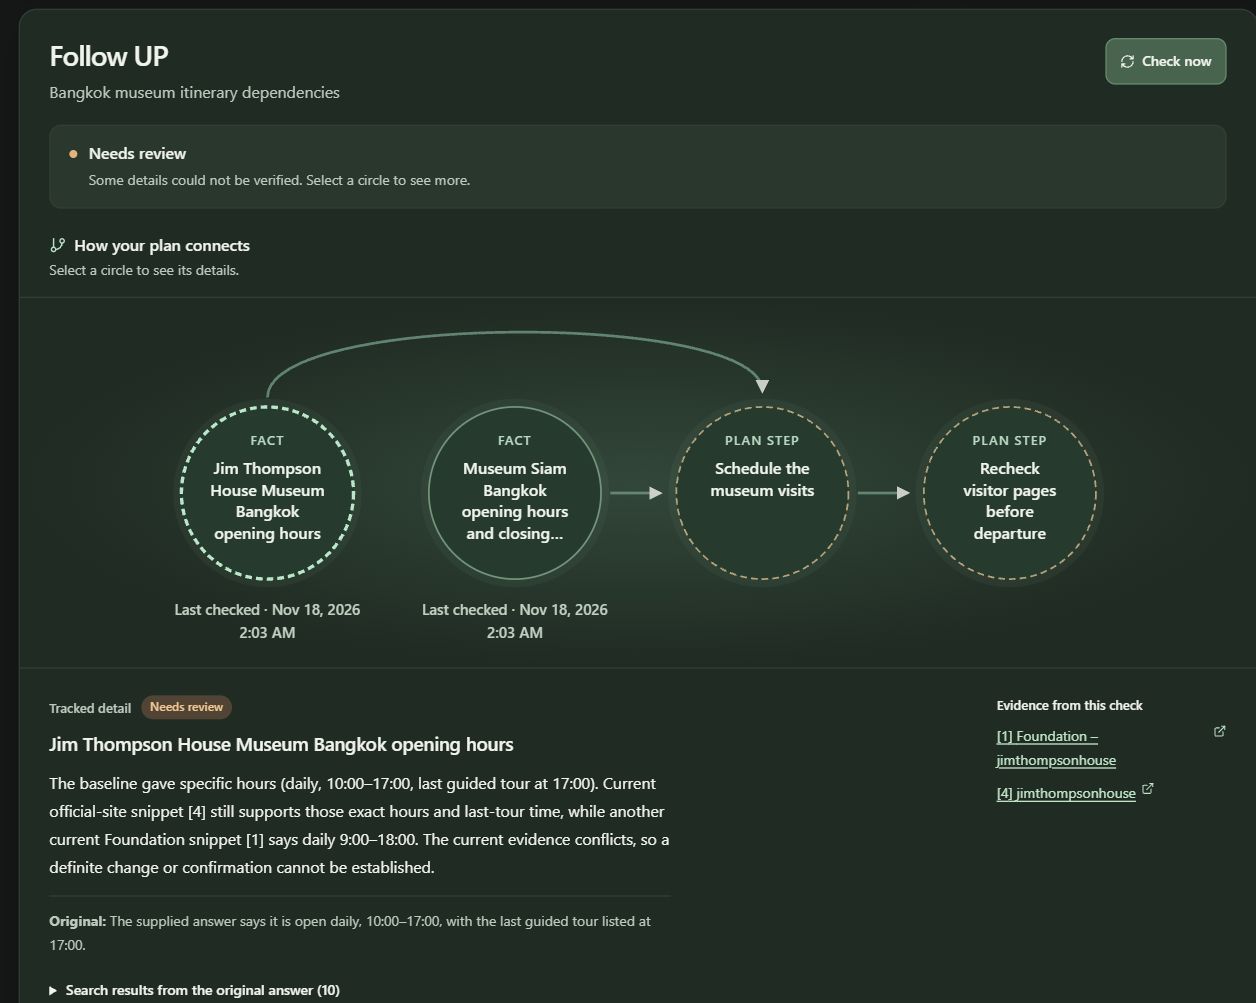 Follow UP
Check now
Bangkok museum itinerary dependencies
Needs review
Some details could not be verified. Select a circle to see more.
How your plan connects
Select a circle to see its details.
FACT
Jim Thompson
House Museum
Bangkok
opening hours
Last checked · Nov 18, 2026
2:03 AM
FACT
Museum Siam
Bangkok
opening hours
and closing...
Last checked · Nov 18, 2026
2:03 AM
PLAN STEP
Schedule the
museum visits
PLAN STEP
Recheck
visitor pages
before
departure
Tracked detail
Needs review
Jim Thompson House Museum Bangkok opening hours
The baseline gave specific hours (daily, 10:00–17:00, last guided tour at 17:00). Current
official-site snippet [4] still supports those exact hours and last-tour time, while another
current Foundation snippet [1] says daily 9:00–18:00. The current evidence conflicts, so a
definite change or confirmation cannot be established.
Original: The supplied answer says it is open daily, 10:00–17:00, with the last guided tour listed at
17:00.
Search results from the original answer (10)
Evidence from this check
[1] Foundation –
jimthompsonhouse
[4] jimthompsonhouse